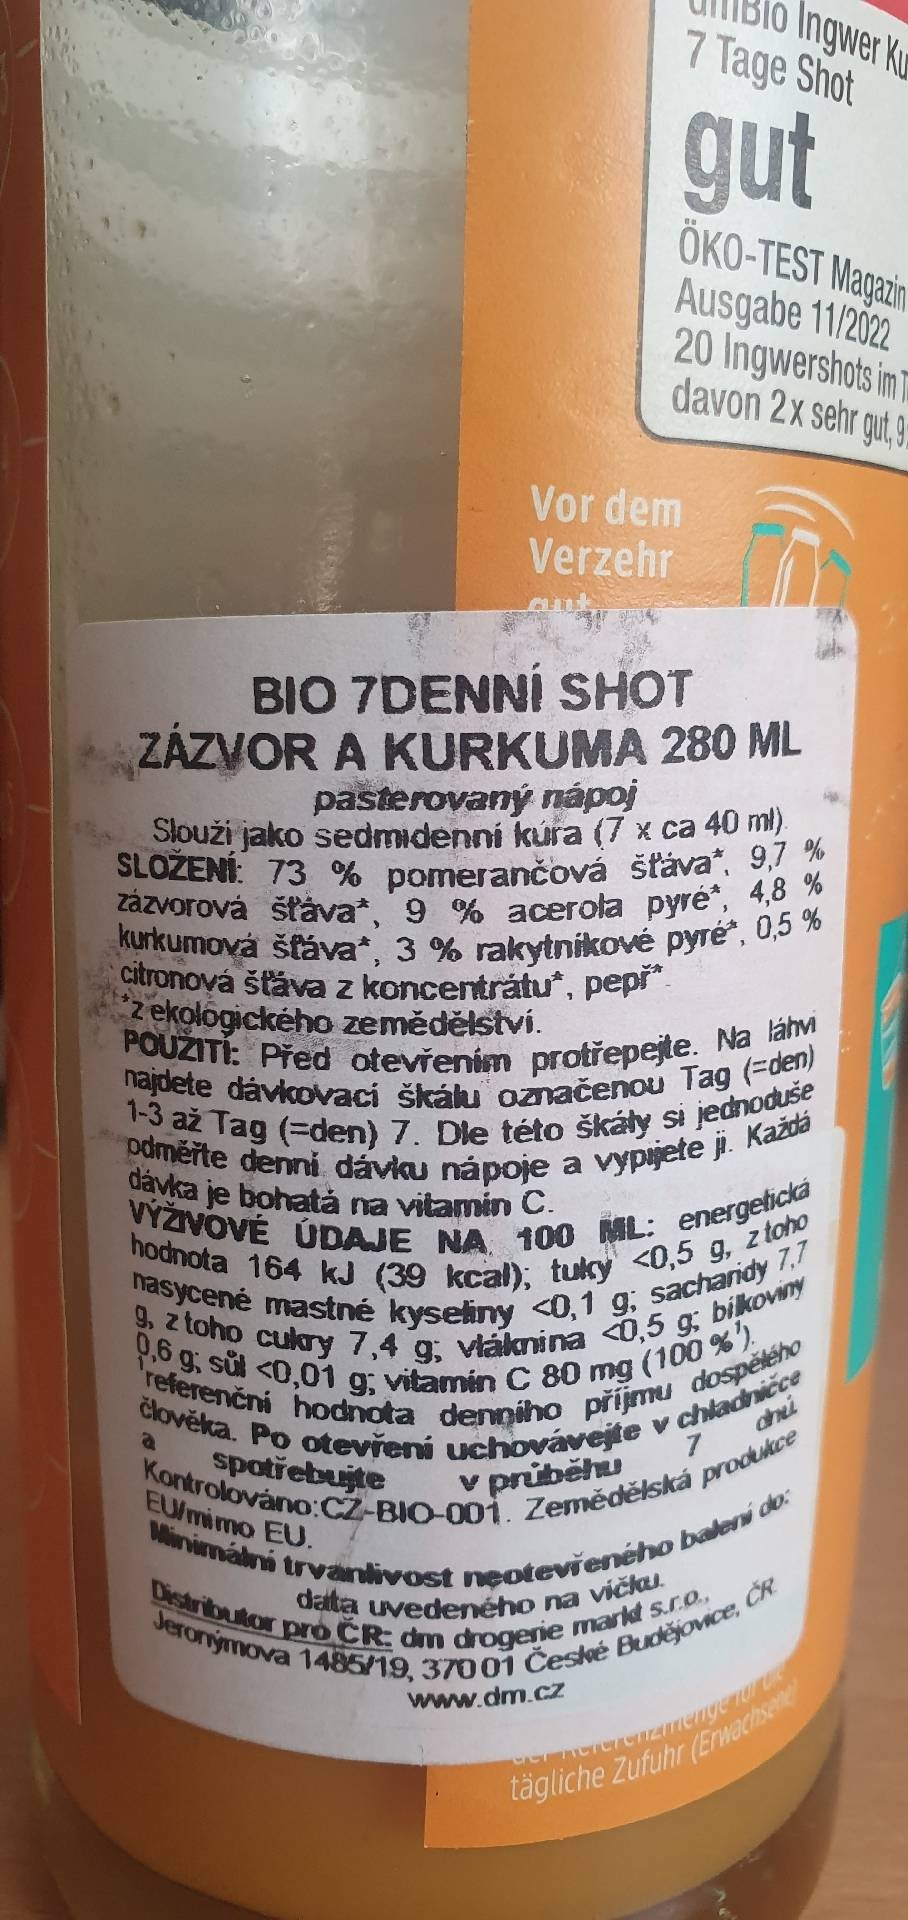 dmBio Ingwer Ku
7 Tage Shot
gut
ÖKO-TEST Magazin
Ausgabe 11/2022
20 Ingwershots im T
davon 2x sehr gut, 9
Vor dem
Verzehr
gut
BIO 7DENNÍ SHOT
ZÁZVOR A KURKUMA 280 ML
pasterovaný nápoj
Slouží jako sedmidenní kúra (7 x ca 40 ml).
SLOŽENÍ: 73 % pomerančová šťáva*, 9,7 %
zázvorová šťáva*, 9 % acerola pyré*, 4,8 %
kurkumová šťáva*, 3 % rakytníkové pyré*, 0,5 %
citronová šťáva z koncentrátu*, pepř*.
*z ekologického zemědělství.
POUŽITÍ: Před otevřením protřepejte. Na láhvi
najdete dávkovací škálu označenou Tag (=den)
1-3 až Tag (=den) 7. Dle této škály si jednoduše
odměřte denní dávku nápoje a vypijete ji. Každá
dávka je bohatá na vitamín C.
VÝŽIVOVÉ ÚDAJE NA 100 ML: energetická
hodnota 164 kJ (39 kcal); tuky <0,5 g, z toho
nasycené mastné kyseliny <0,1 g; sacharidy 7,7
g, z toho cukry 7,4 g; vláknina <0,5 g; bílkoviny
0,6 g; sůl <0,01 g; vitamín C 80 mg (100 %¹).
¹referenční hodnota denního příjmu dospělého
člověka. Po otevření uchovávejte v chladničce
a spotřebujte v průběhu 7 dnů.
Kontrolováno:CZ-BIO-001. Zemědělská produkce
EU/mimo EU.
Minimální trvanlivost neotevřeného balení do:
data uvedeného na víčku.
Distributor pro ČR: dm drogerie markt s.r.o.,
Jeronýmova 1485/19, 370 01 České Budějovice, ČR
www.dm.cz
der Referenzmenge für die
tägliche Zufuhr (Erwachsene)